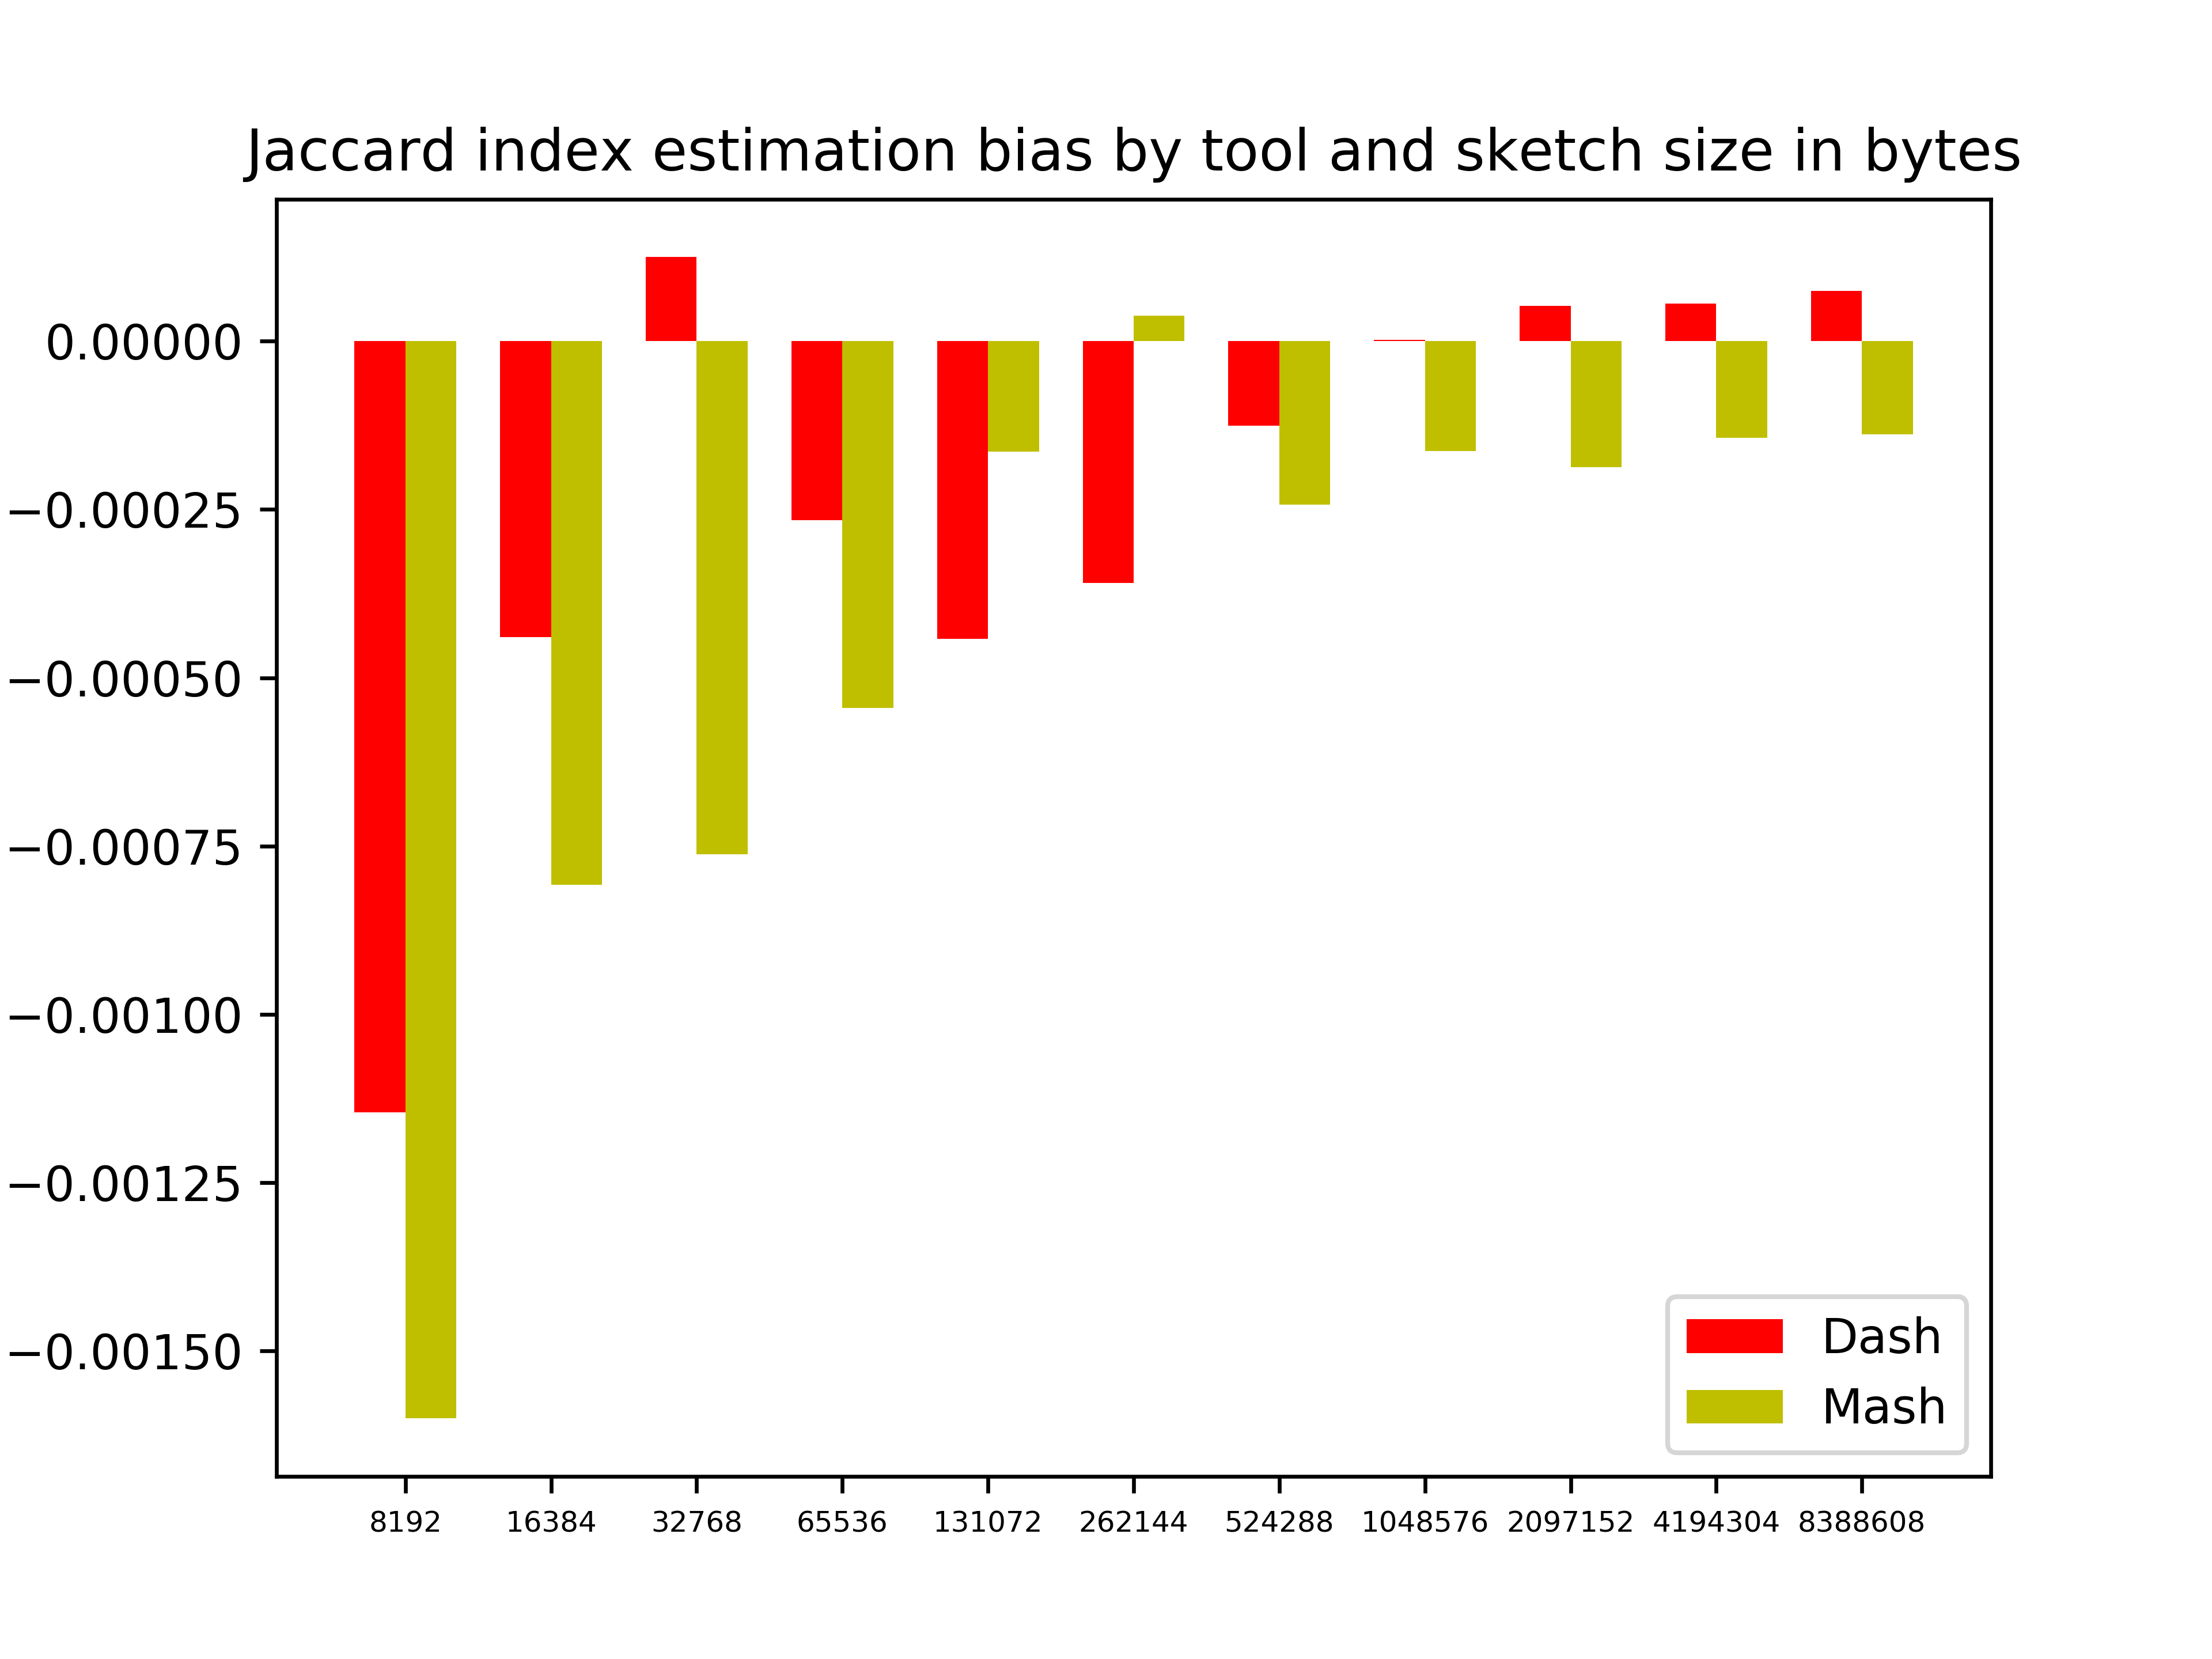 Jaccard index estimation bias by tool and sketch size in bytes
0.00000
−0.00025
−0.00050
−0.00075
−0.00100
−0.00125
−0.00150
Dash
Mash
8192 16384 32768 65536 131072 262144 524288 1048576 2097152 4194304 8388608